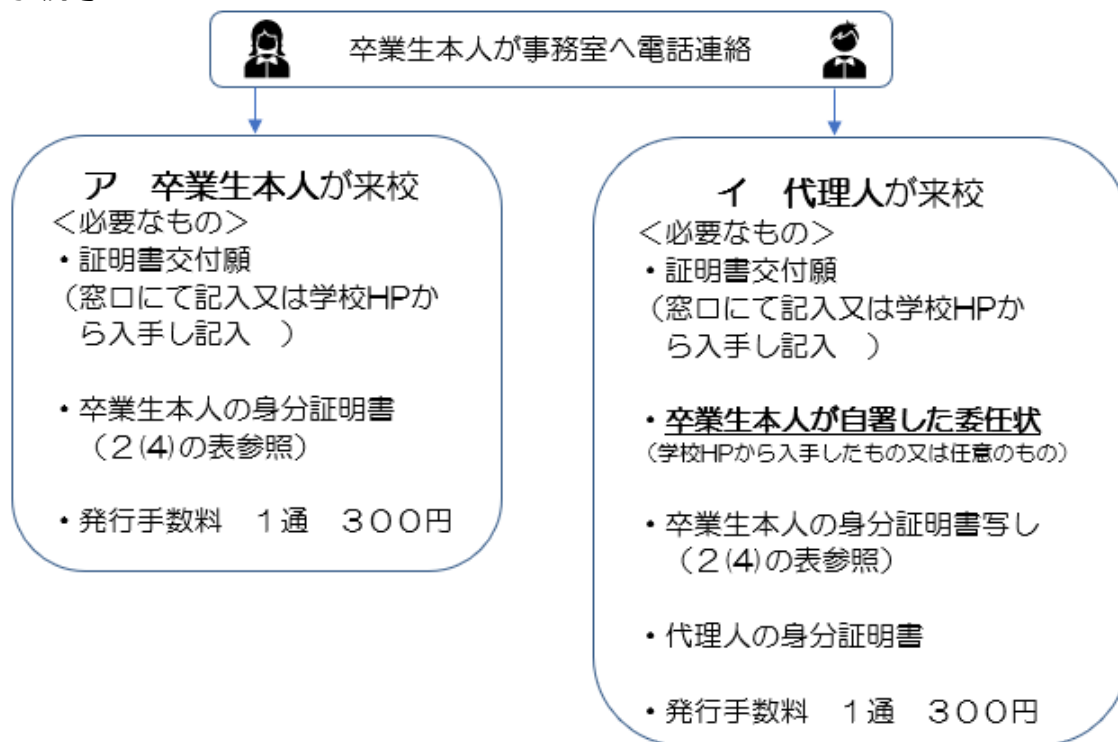 卒業生本人が事務室へ電話連絡
ア 卒業生本人が来校
＜必要なもの＞
・証明書交付願
（窓口にて記入又は学校HPか
ら入手し記入 ）
・卒業生本人の身分証明書
（２(4)の表参照）
・発行手数料 １通 ３００円
イ 代理人が来校
＜必要なもの＞
・証明書交付願
（窓口にて記入又は学校HPか
ら入手し記入 ）
・卒業生本人が自署した委任状
（学校HPから入手したもの又は任意のもの）
・卒業生本人の身分証明書写し
（２(4)の表参照）
・代理人の身分証明書
・発行手数料 １通 ３００円